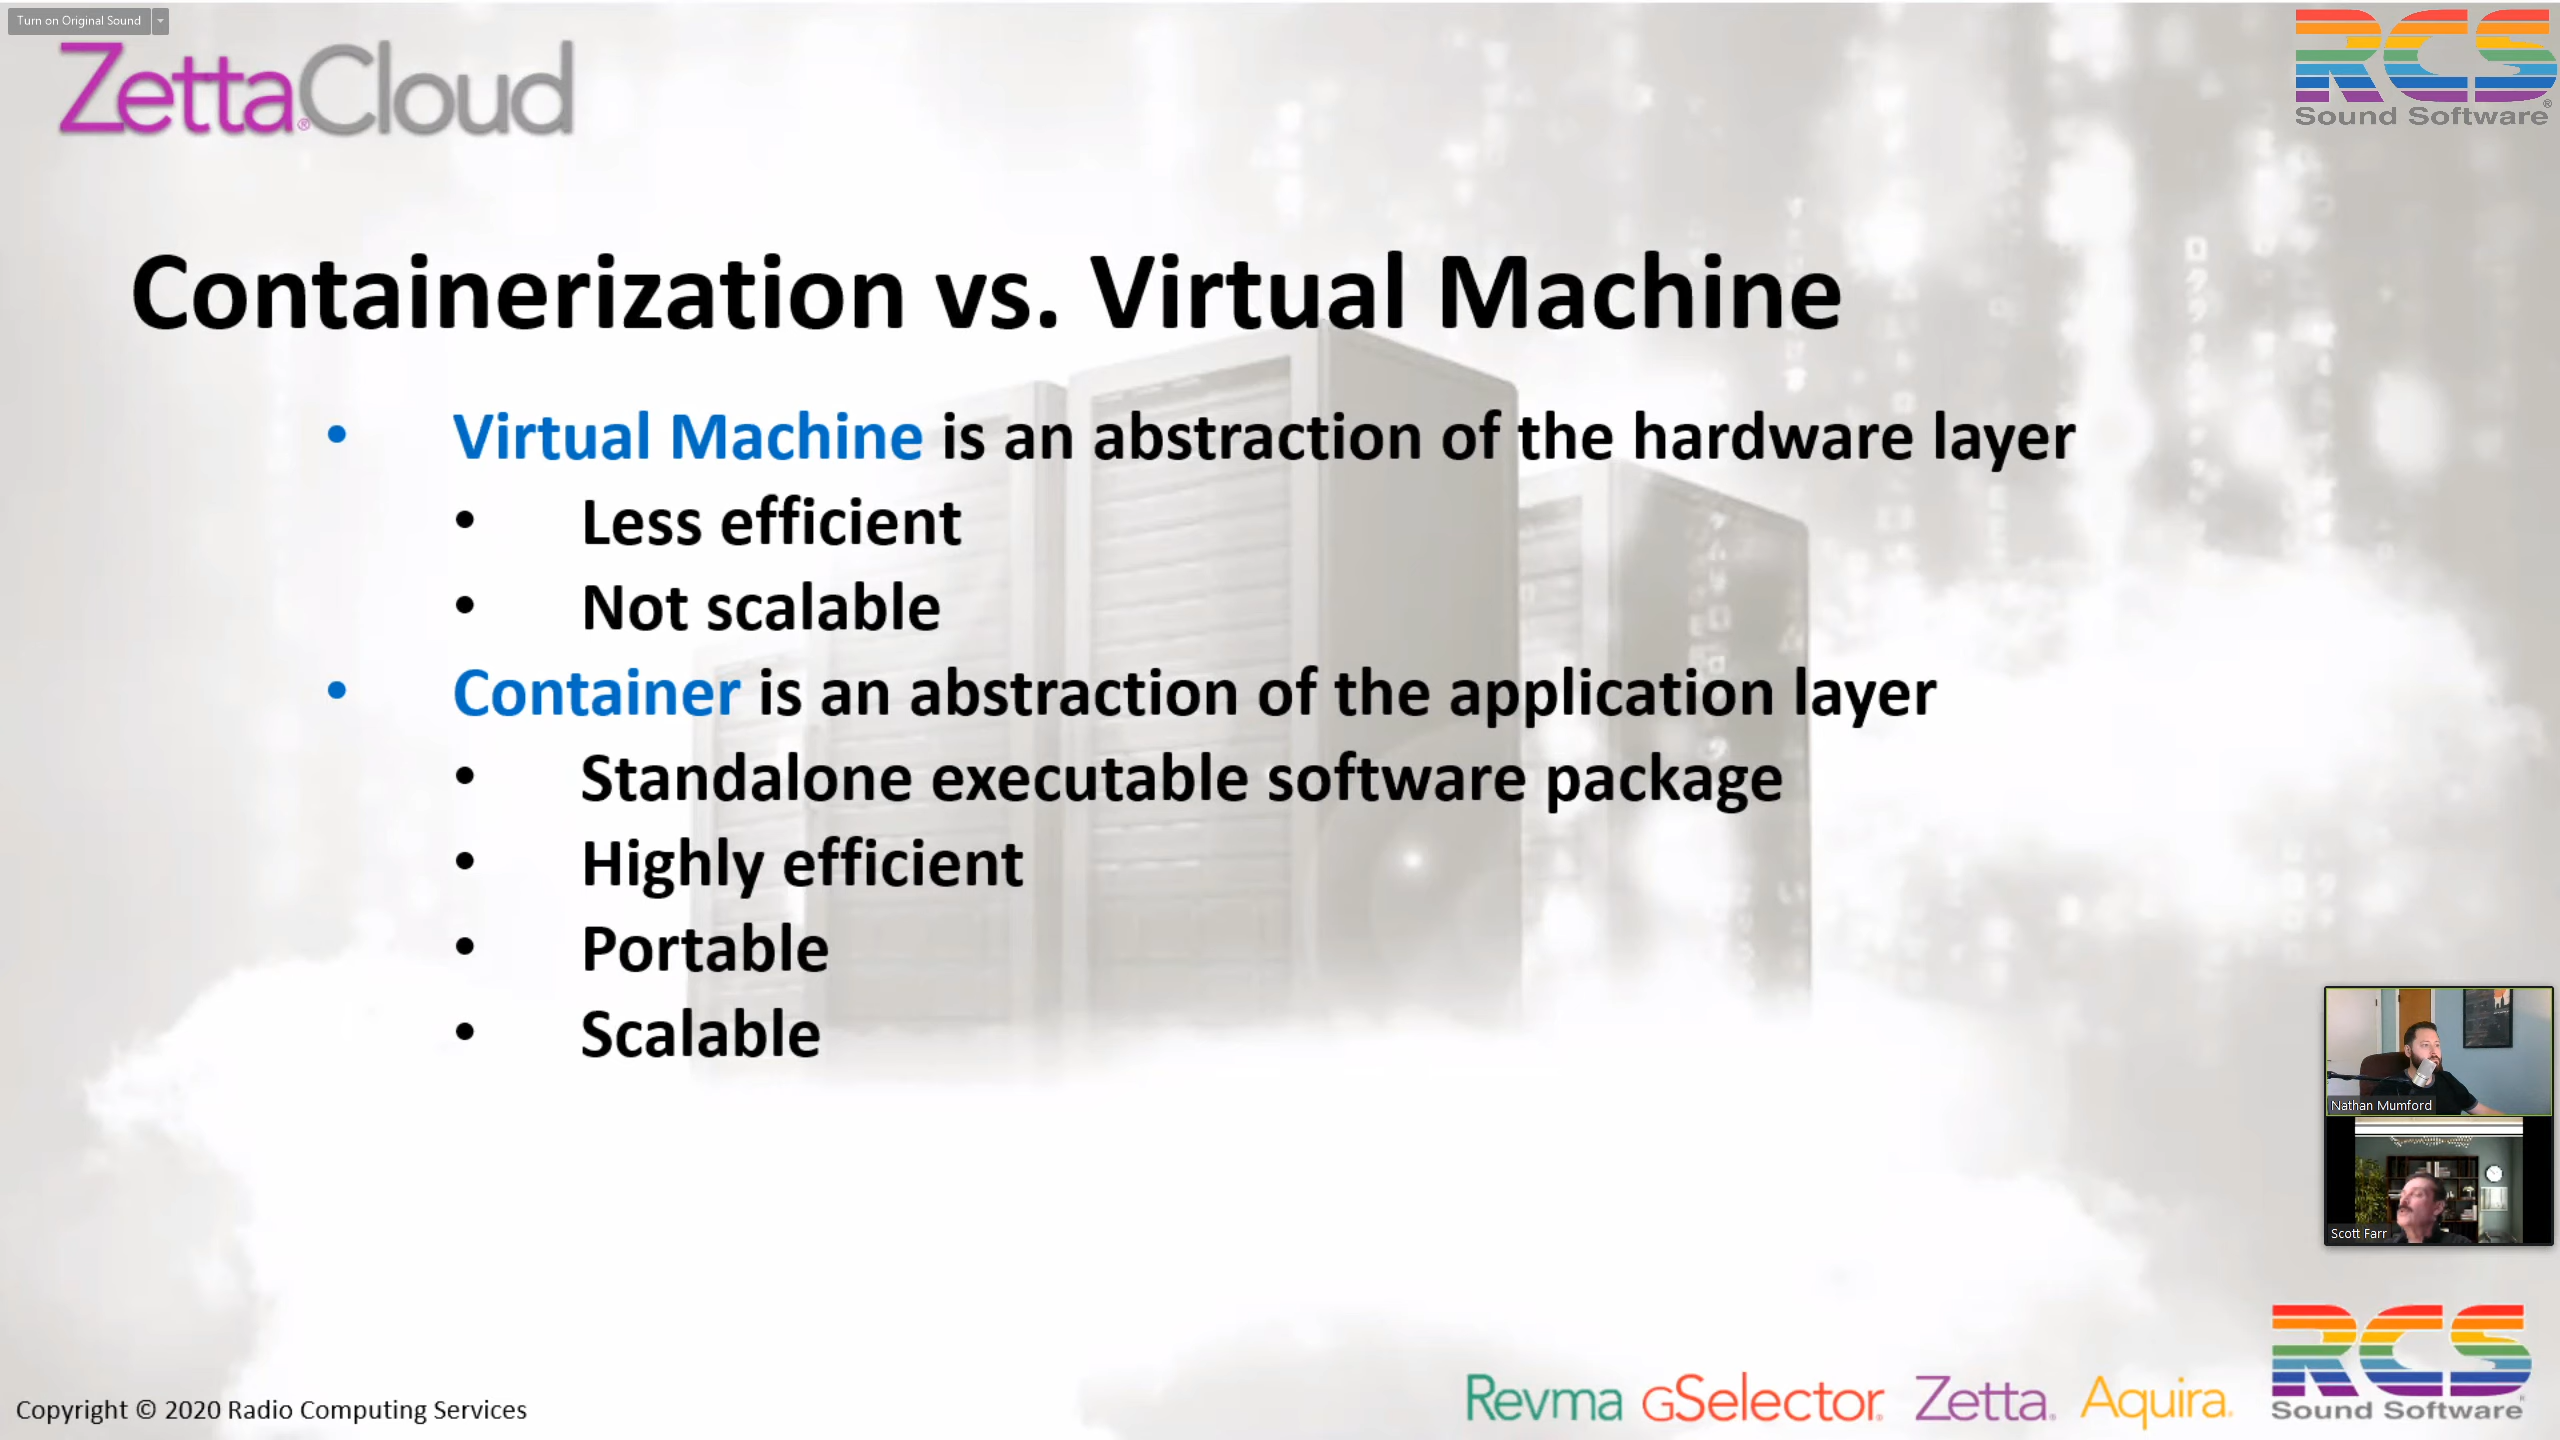 Turn on Original Sound
ZettaCloud
RCS
Sound Software
Containerization vs. Virtual Machine
• Virtual Machine is an abstraction of the hardware layer
• Less efficient
• Not scalable
• Container is an abstraction of the application layer
• Standalone executable software package
• Highly efficient
• Portable
• Scalable
Nathan Mumford
Scott Farr
Copyright © 2020 Radio Computing Services
Revma GSelector® Zetta® Aquira®
RCS
Sound Software